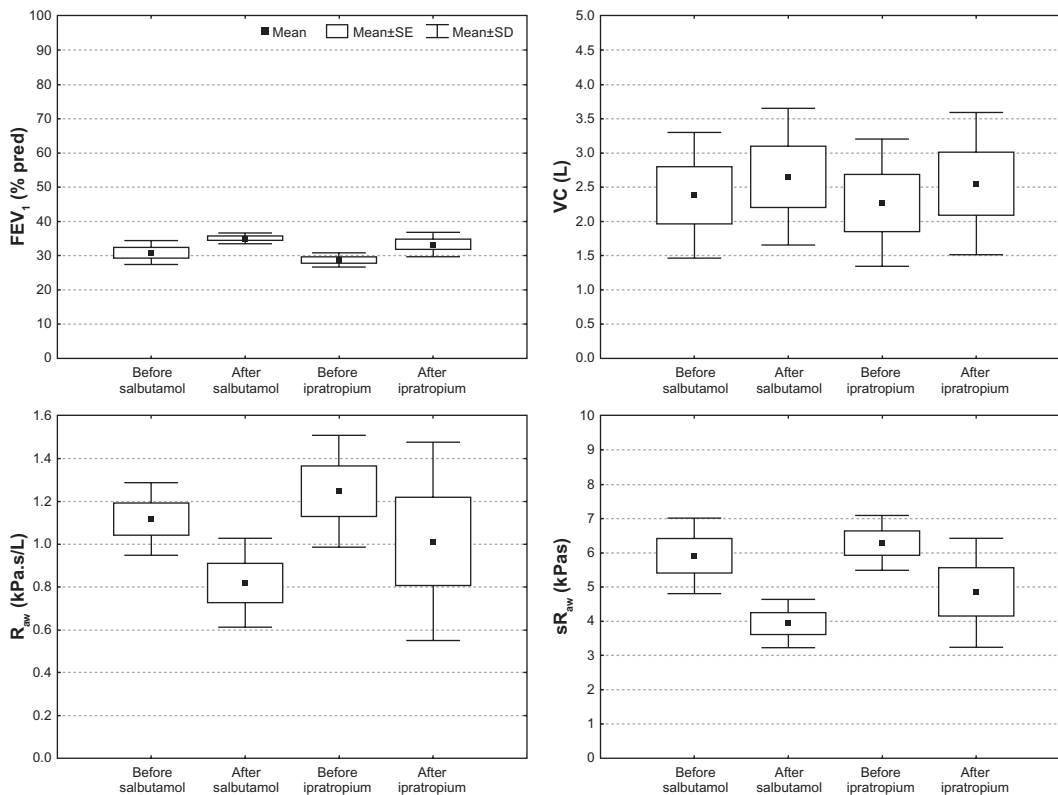 FEV1 (% pred)
100
90
80
70
60
50
40
30
20
10
0
Mean Mean±SE Mean±SD
Before salbutamol
After salbutamol
Before ipratropium
After ipratropium
VC (L)
5.0
4.5
4.0
3.5
3.0
2.5
2.0
1.5
1.0
0.5
0.0
Before salbutamol
After salbutamol
Before ipratropium
After ipratropium
Raw (kPa.s/L)
1.6
1.4
1.2
1.0
0.8
0.6
0.4
0.2
0.0
Before salbutamol
After salbutamol
Before ipratropium
After ipratropium
sRaw (kPas)
10
9
8
7
6
5
4
3
2
1
0
Before salbutamol
After salbutamol
Before ipratropium
After ipratropium